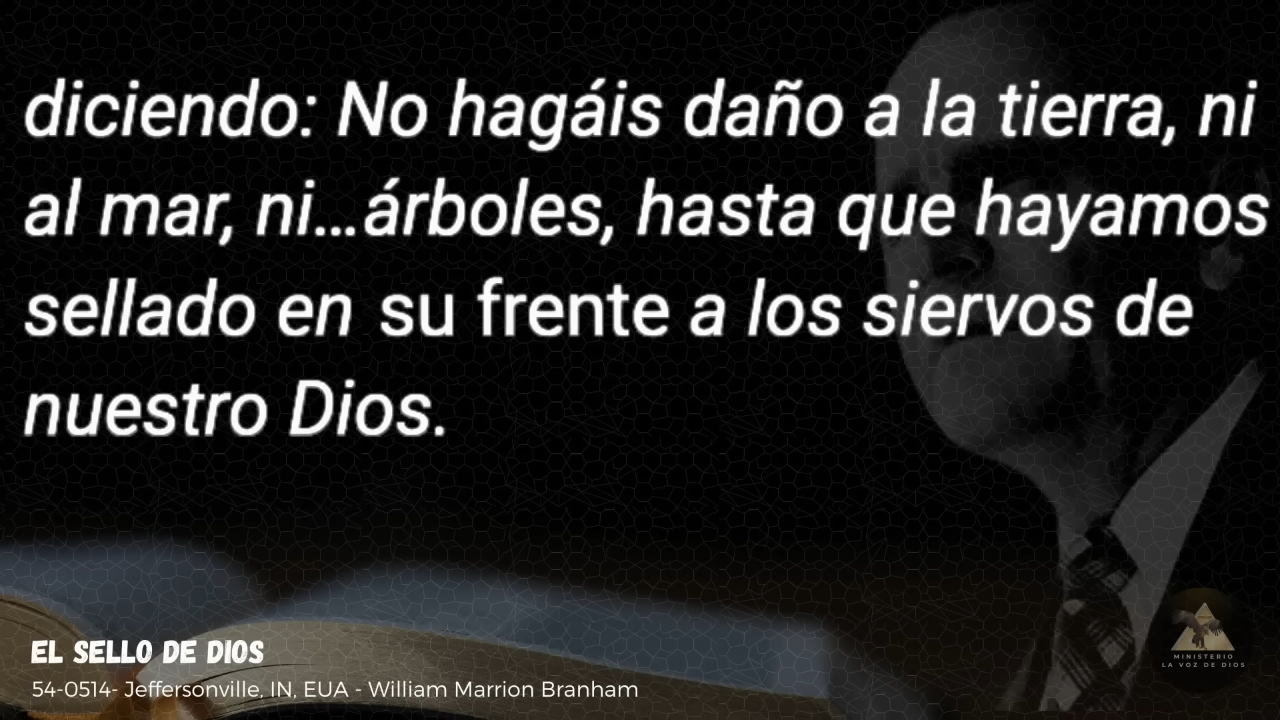 diciendo: No hagáis daño a la tierra, ni
al mar, ni...árboles, hasta que hayamos
sellado en su frente a los siervos de
nuestro Dios.
EL SELLO DE DIOS
54-0514- Jeffersonville, IN, EUA - William Marrion Branham
MINISTERIO
LA VOZ DE DIOS